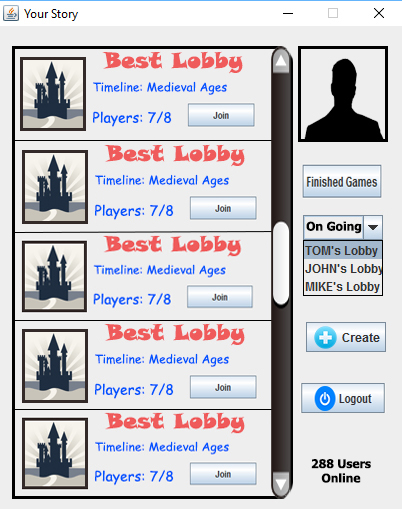 Your Story
Best Lobby
Timeline: Medieval Ages
Players: 7/8 Join
Best Lobby
Timeline: Medieval Ages
Players: 7/8 Join
Best Lobby
Timeline: Medieval Ages
Players: 7/8 Join
Best Lobby
Timeline: Medieval Ages
Players: 7/8 Join
Best Lobby
Timeline: Medieval Ages
Players: 7/8 Join
Finished Games
On Going
TOM's Lobby
JOHN's Lobby
MIKE's Lobby
Create
Logout
288 Users
Online